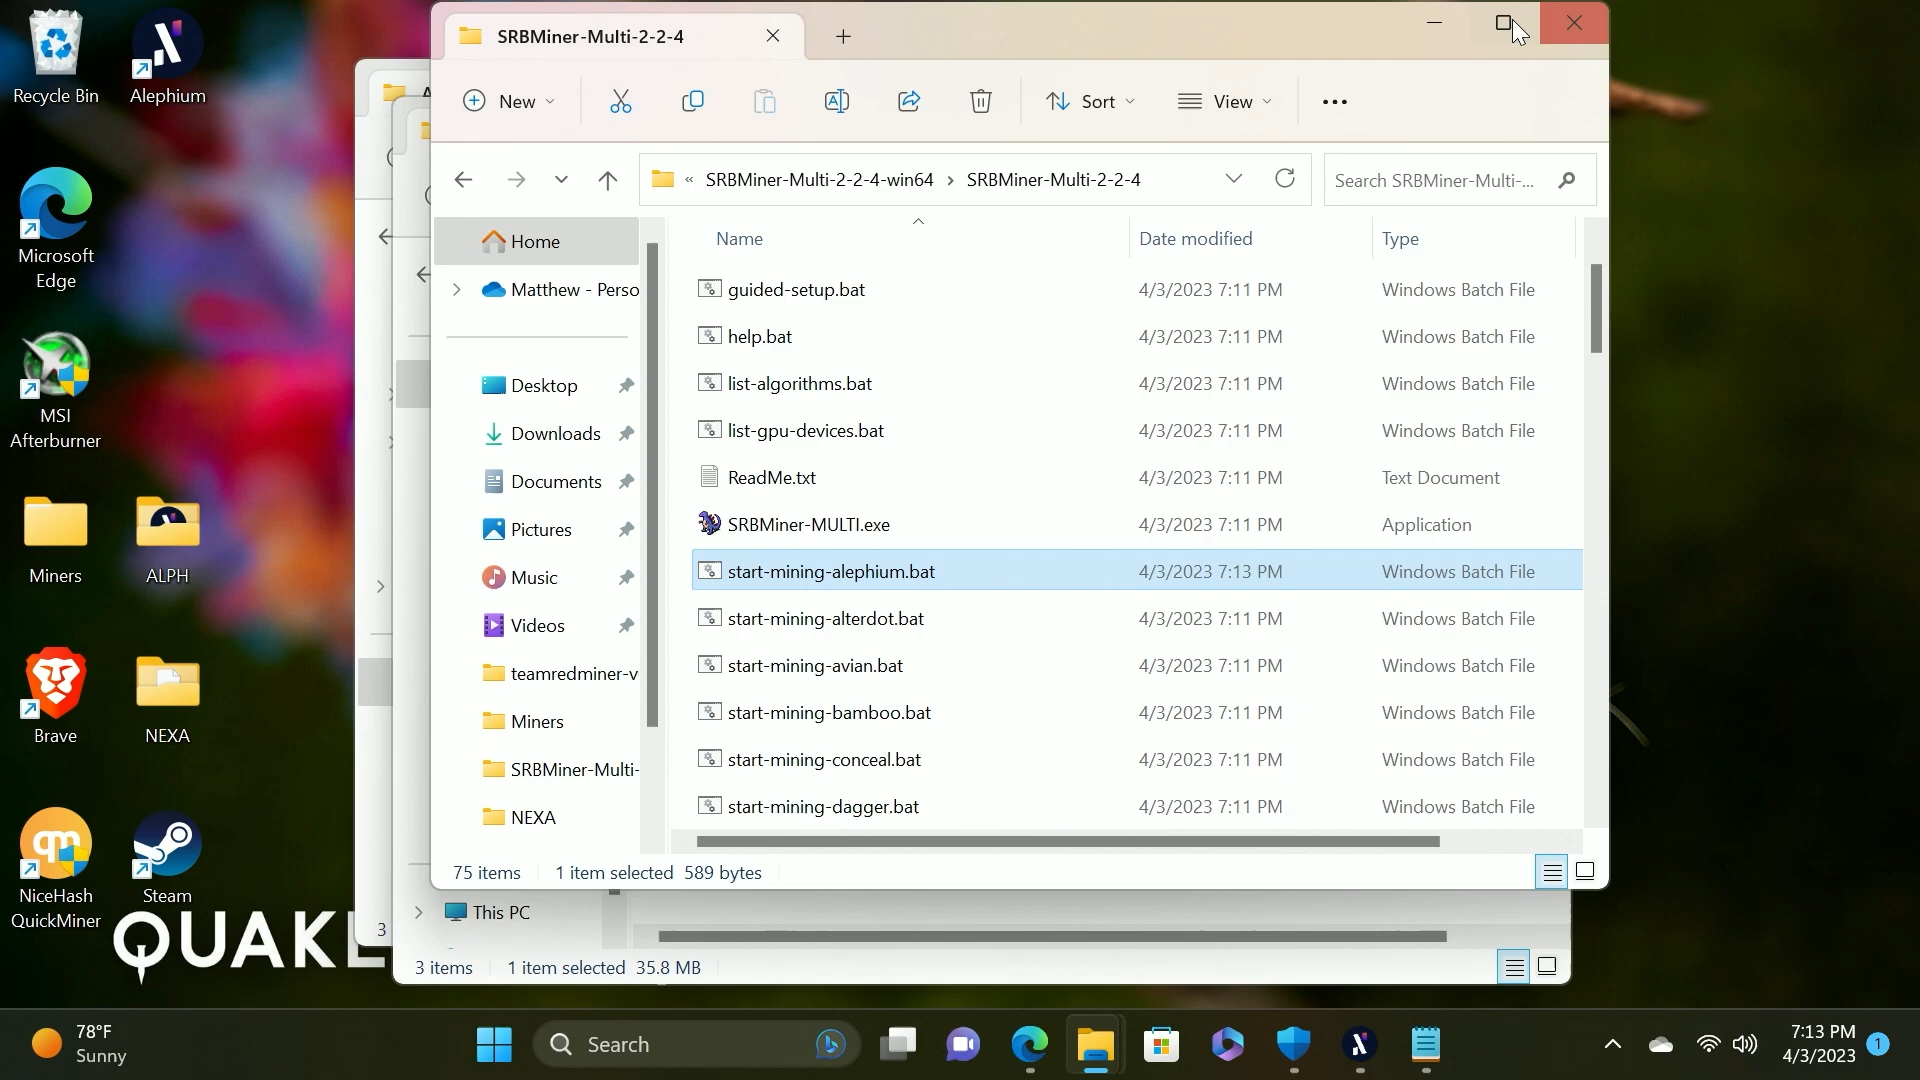 Recycle Bin
Alephium
Microsoft
Edge
MSI
Afterburner
Miners
ALPH
Brave
NEXA
NiceHash
QuickMiner
Steam
SRBMiner-Multi-2-2-4
New
Sort
View
« SRBMiner-Multi-2-2-4-win64 › SRBMiner-Multi-2-2-4
Search SRBMiner-Multi-...
Home
Matthew - Perso
Desktop
Downloads
Documents
Pictures
Music
Videos
teamredminer-v
Miners
SRBMiner-Multi-
NEXA
Name Date modified Type
guided-setup.bat 4/3/2023 7:11 PM Windows Batch File
help.bat 4/3/2023 7:11 PM Windows Batch File
list-algorithms.bat 4/3/2023 7:11 PM Windows Batch File
list-gpu-devices.bat 4/3/2023 7:11 PM Windows Batch File
ReadMe.txt 4/3/2023 7:11 PM Text Document
SRBMiner-MULTI.exe 4/3/2023 7:11 PM Application
start-mining-alephium.bat 4/3/2023 7:13 PM Windows Batch File
start-mining-alterdot.bat 4/3/2023 7:11 PM Windows Batch File
start-mining-avian.bat 4/3/2023 7:11 PM Windows Batch File
start-mining-bamboo.bat 4/3/2023 7:11 PM Windows Batch File
start-mining-conceal.bat 4/3/2023 7:11 PM Windows Batch File
start-mining-dagger.bat 4/3/2023 7:11 PM Windows Batch File
75 items 1 item selected 589 bytes
This PC
3
3 items 1 item selected 35.8 MB
78°F
Sunny
Search
7:13 PM
4/3/2023
1